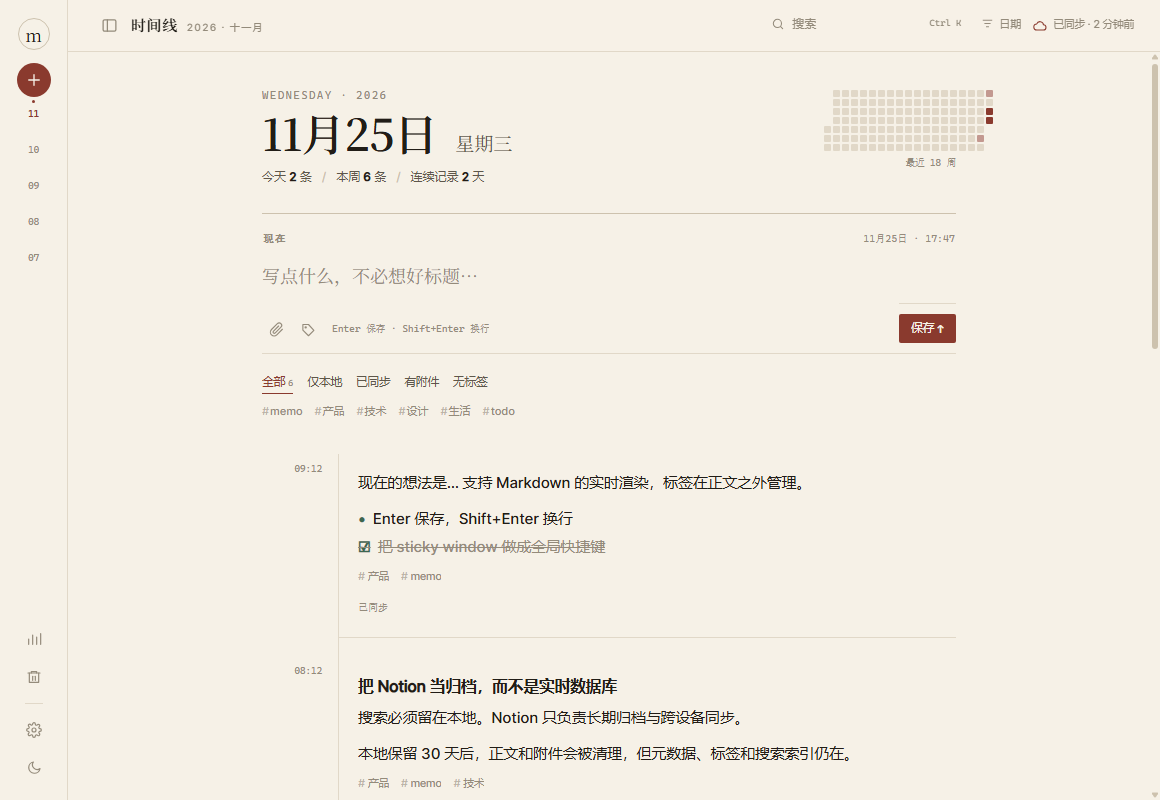 m
时间线 2026 · 十一月
搜索 Ctrl K
日期
已同步 · 2 分钟前
11
10
09
08
07
WEDNESDAY · 2026
11月25日 星期三
今天 2 条 / 本周 6 条 / 连续记录 2 天
最近 18 周
现在 11月25日 · 17:47
写点什么，不必想好标题…
Enter 保存 · Shift+Enter 换行
保存↑
全部 6 仅本地 已同步 有附件 无标签
#memo #产品 #技术 #设计 #生活 #todo
09:12
现在的想法是... 支持 Markdown 的实时渲染，标签在正文之外管理。
• Enter 保存，Shift+Enter 换行
把 sticky window 做成全局快捷键
# 产品 # memo
已同步
08:12
把 Notion 当归档，而不是实时数据库
搜索必须留在本地。Notion 只负责长期归档与跨设备同步。
本地保留 30 天后，正文和附件会被清理，但元数据、标签和搜索索引仍在。
# 产品 # memo # 技术